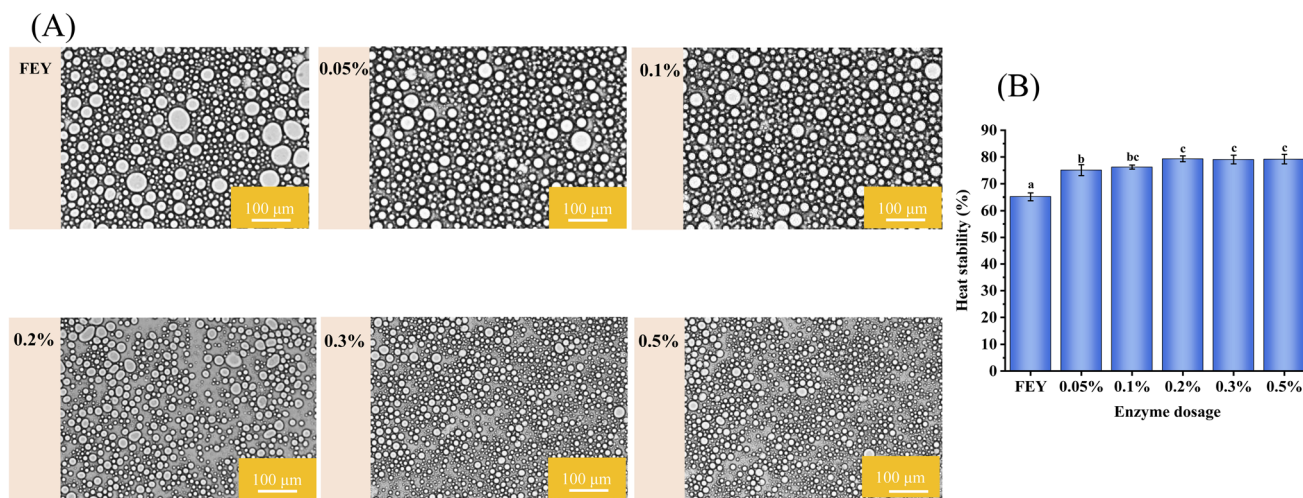 (A)
FEY
100 μm
0.05%
100 μm
0.1%
100 μm
0.2%
100 μm
0.3%
100 μm
0.5%
100 μm
(B)
Heat stability (%)
90
80
70
60
50
40
30
20
10
0
a
b
bc
c
c
c
FEY 0.05% 0.1% 0.2% 0.3% 0.5%
Enzyme dosage